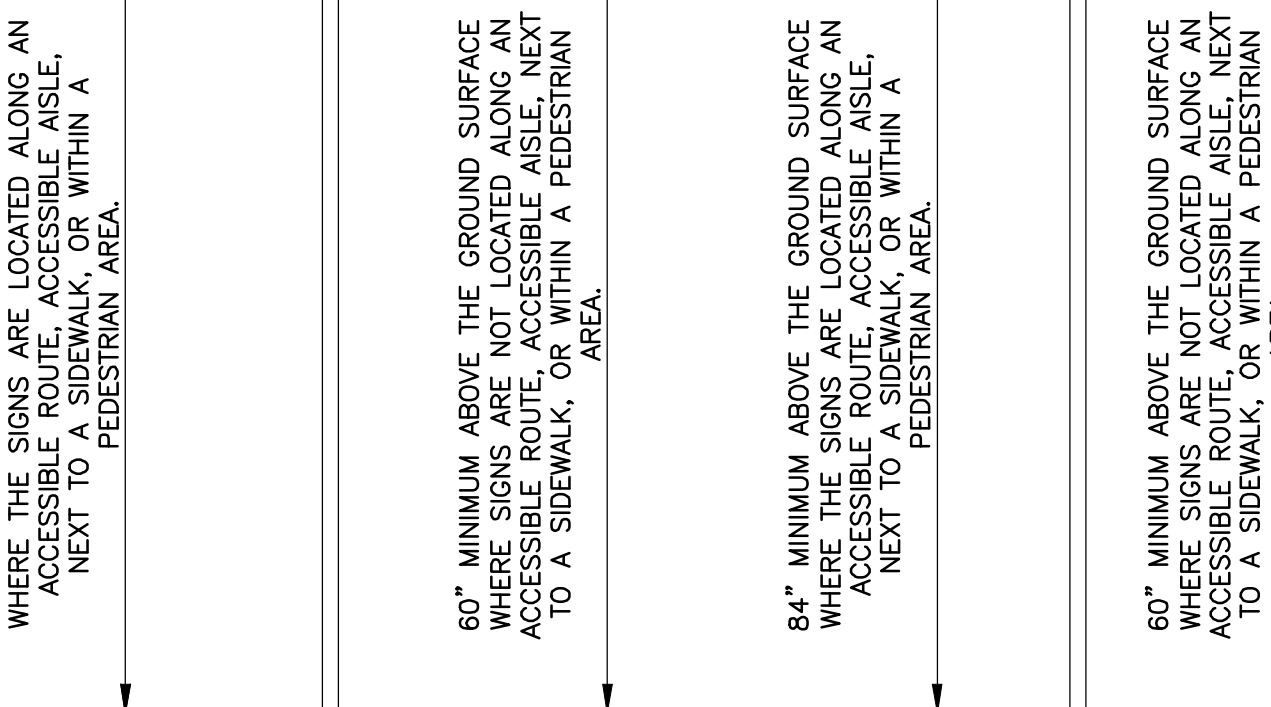 WHERE THE SIGNS ARE LOCATED ALONG AN
ACCESSIBLE ROUTE, ACCESSIBLE AISLE,
NEXT TO A SIDEWALK, OR WITHIN A
PEDESTRIAN AREA.
60" MINIMUM ABOVE THE GROUND SURFACE
WHERE SIGNS ARE NOT LOCATED ALONG AN
ACCESSIBLE ROUTE, ACCESSIBLE AISLE, NEXT
TO A SIDEWALK, OR WITHIN A PEDESTRIAN
AREA.
84" MINIMUM ABOVE THE GROUND SURFACE
WHERE THE SIGNS ARE LOCATED ALONG AN
ACCESSIBLE ROUTE, ACCESSIBLE AISLE,
NEXT TO A SIDEWALK, OR WITHIN A
PEDESTRIAN AREA.
60" MINIMUM ABOVE THE GROUND SURFACE
WHERE SIGNS ARE NOT LOCATED ALONG AN
ACCESSIBLE ROUTE, ACCESSIBLE AISLE, NEXT
TO A SIDEWALK, OR WITHIN A PEDESTRIAN